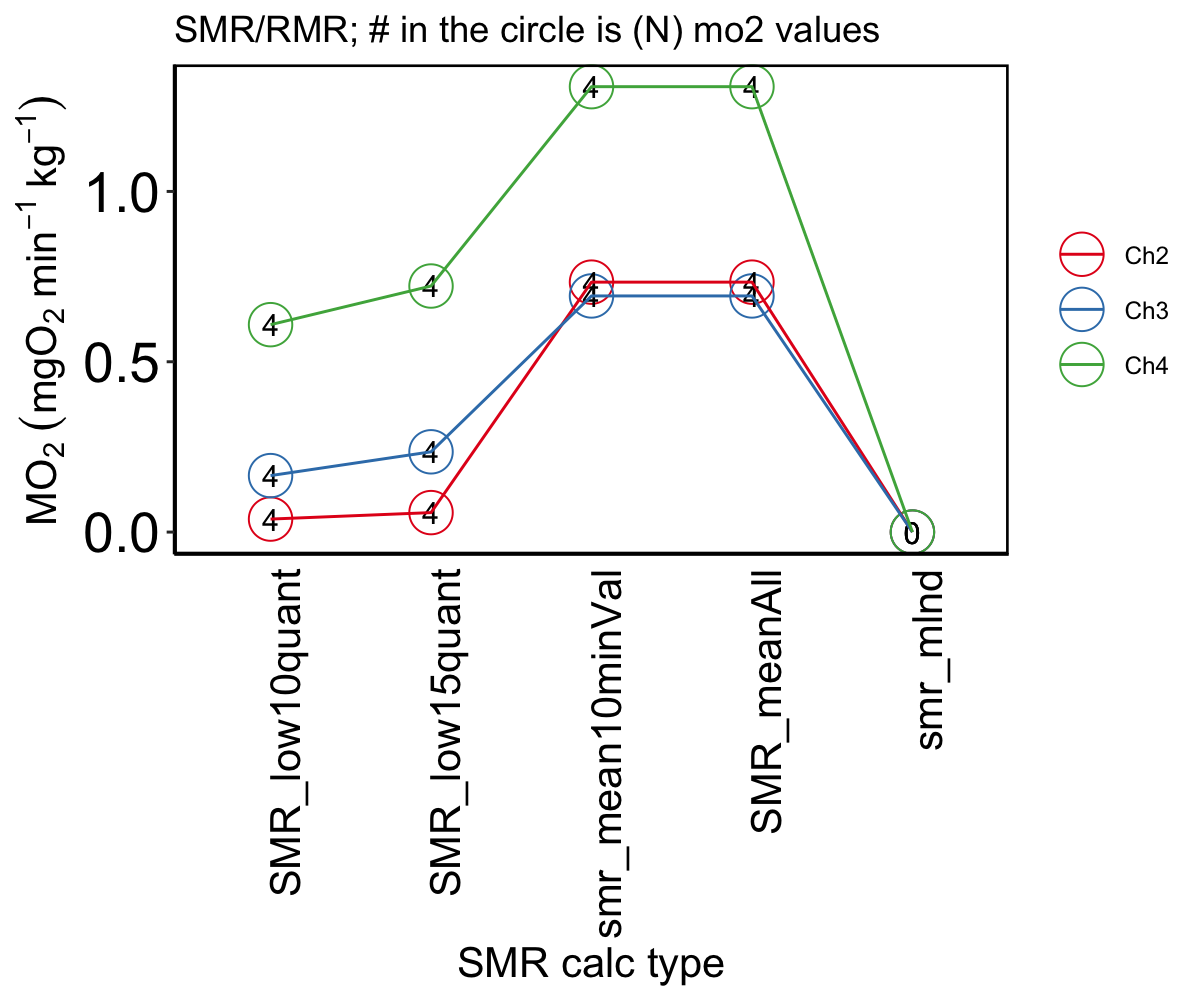 SMR/RMR; # in the circle is (N) mo2 values
MO₂ (mgO₂ min⁻¹ kg⁻¹)
1.0
0.5
0.0
4
4
4
4
4
4
4
4
4
4
4
4
0
Ch2
Ch3
Ch4
SMR_low10quant
SMR_low15quant
smr_mean10minVal
SMR_meanAll
smr_mlnd
SMR calc type